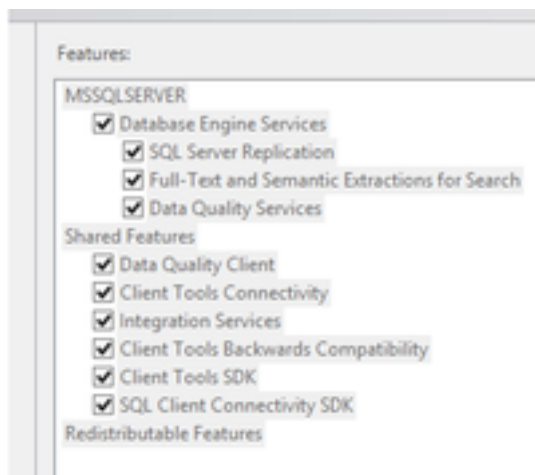 Features:
MSSQLSERVER
Database Engine Services
SQL Server Replication
Full-Text and Semantic Extractions for Search
Data Quality Services
Shared Features
Data Quality Client
Client Tools Connectivity
Integration Services
Client Tools Backwards Compatibility
Client Tools SDK
SQL Client Connectivity SDK
Redistributable Features